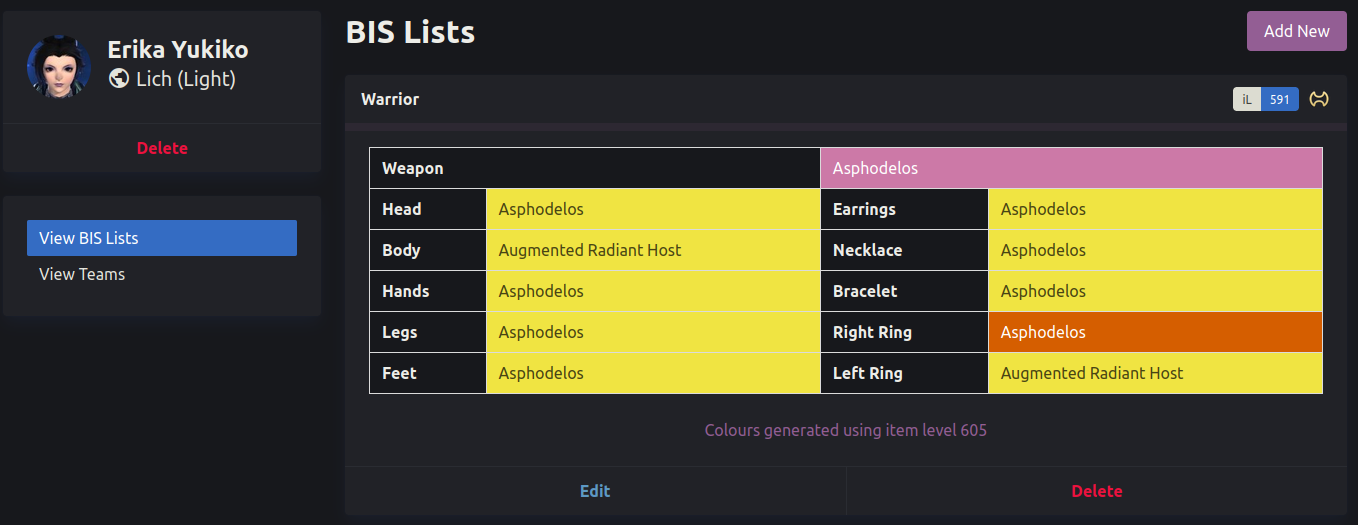 Erika Yukiko
Lich (Light)
Delete
View BIS Lists
View Teams
BIS Lists
Add New
Warrior
iL 591
Weapon Asphodelos
Head Asphodelos Earrings Asphodelos
Body Augmented Radiant Host Necklace Asphodelos
Hands Asphodelos Bracelet Asphodelos
Legs Asphodelos Right Ring Asphodelos
Feet Asphodelos Left Ring Augmented Radiant Host
Colours generated using item level 605
Edit Delete